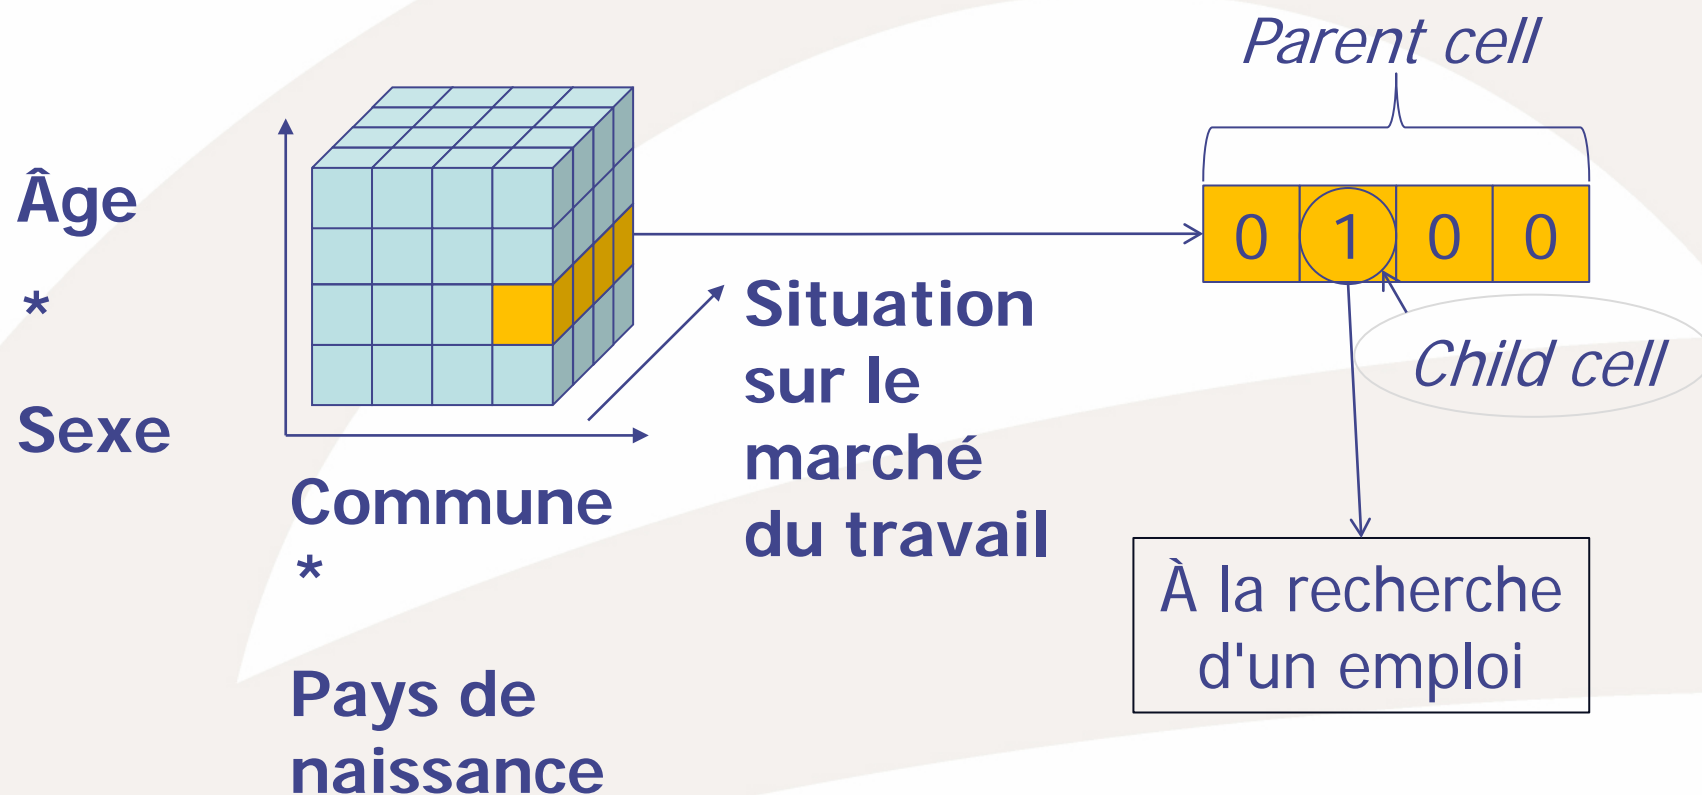 Parent cell
Âge
*
Sexe
0 1 0 0
Situation
sur le
marché
du travail
Child cell
Commune
*
Pays de
naissance
À la recherche
d'un emploi